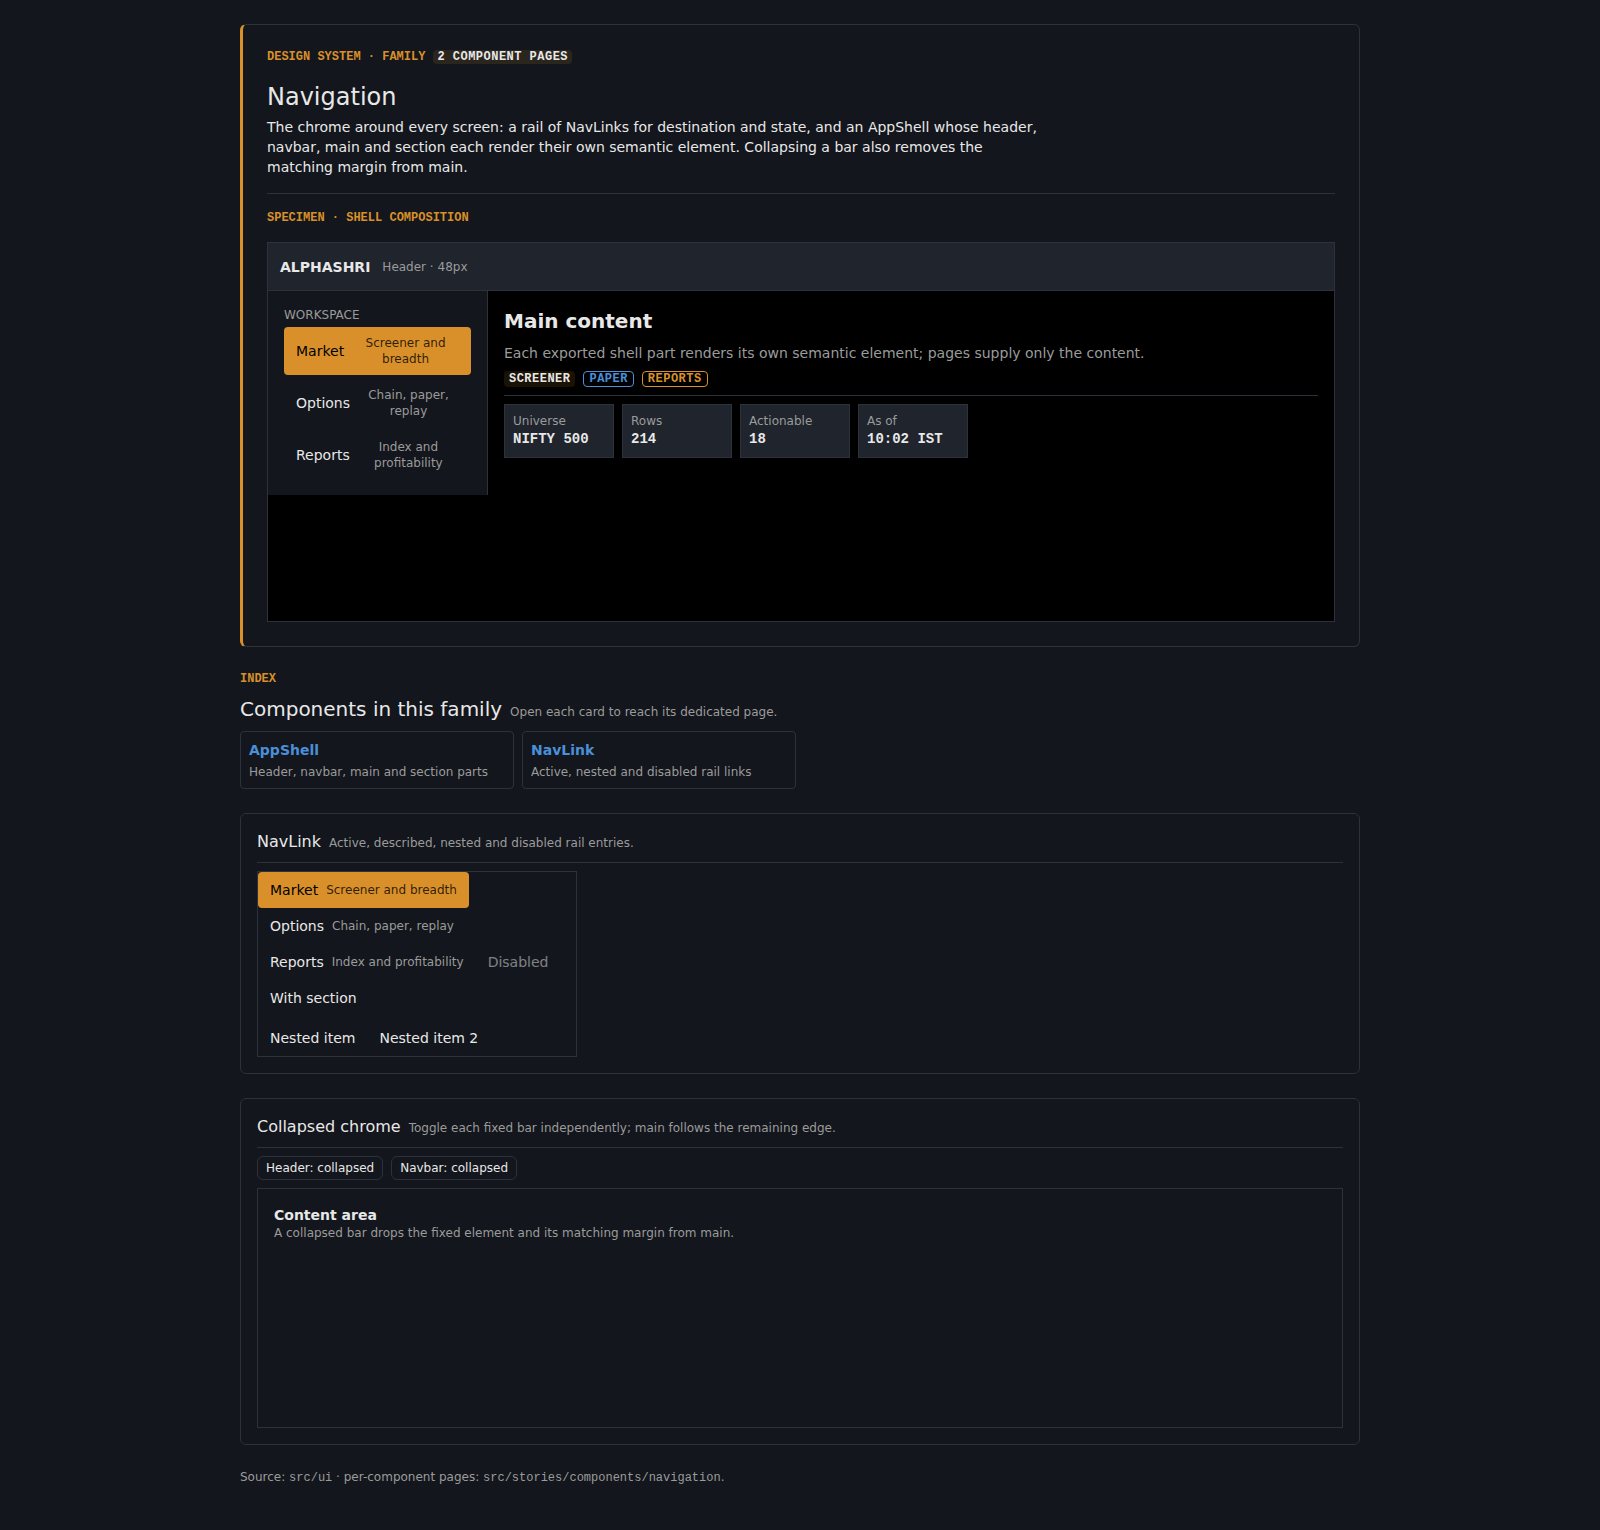 DESIGN SYSTEM · FAMILY 2 COMPONENT PAGES
Navigation
The chrome around every screen: a rail of NavLinks for destination and state, and an AppShell whose header,
navbar, main and section each render their own semantic element. Collapsing a bar also removes the
matching margin from main.
SPECIMEN · SHELL COMPOSITION
ALPHASHRI Header · 48px
WORKSPACE
Market Screener and
breadth
Options Chain, paper,
replay
Reports Index and
profitability
Main content
Each exported shell part renders its own semantic element; pages supply only the content.
SCREENER PAPER REPORTS
Universe Rows Actionable As of
NIFTY 500 214 18 10:02 IST
INDEX
Components in this family Open each card to reach its dedicated page.
AppShell
Header, navbar, main and section parts
NavLink
Active, nested and disabled rail links
NavLink Active, described, nested and disabled rail entries.
Market Screener and breadth
Options Chain, paper, replay
Reports Index and profitability Disabled
With section
Nested item Nested item 2
Collapsed chrome Toggle each fixed bar independently; main follows the remaining edge.
Header: collapsed Navbar: collapsed
Content area
A collapsed bar drops the fixed element and its matching margin from main.
Source: src/ui · per-component pages: src/stories/components/navigation.